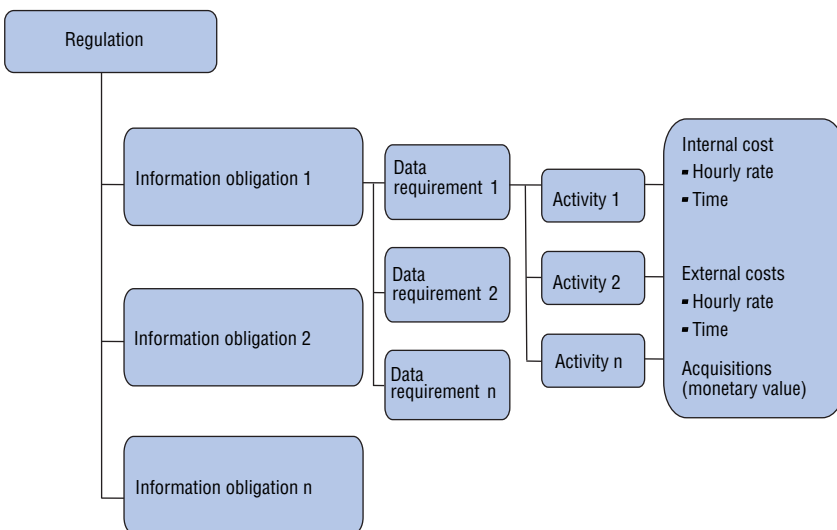 Regulation
Information obligation 1
Information obligation 2
Information obligation n
Data
requirement 1
Data
requirement 2
Data
requirement n
Activity 1
Activity 2
Activity n
Internal cost
- Hourly rate
- Time
External costs
- Hourly rate
- Time
Acquisitions
(monetary value)